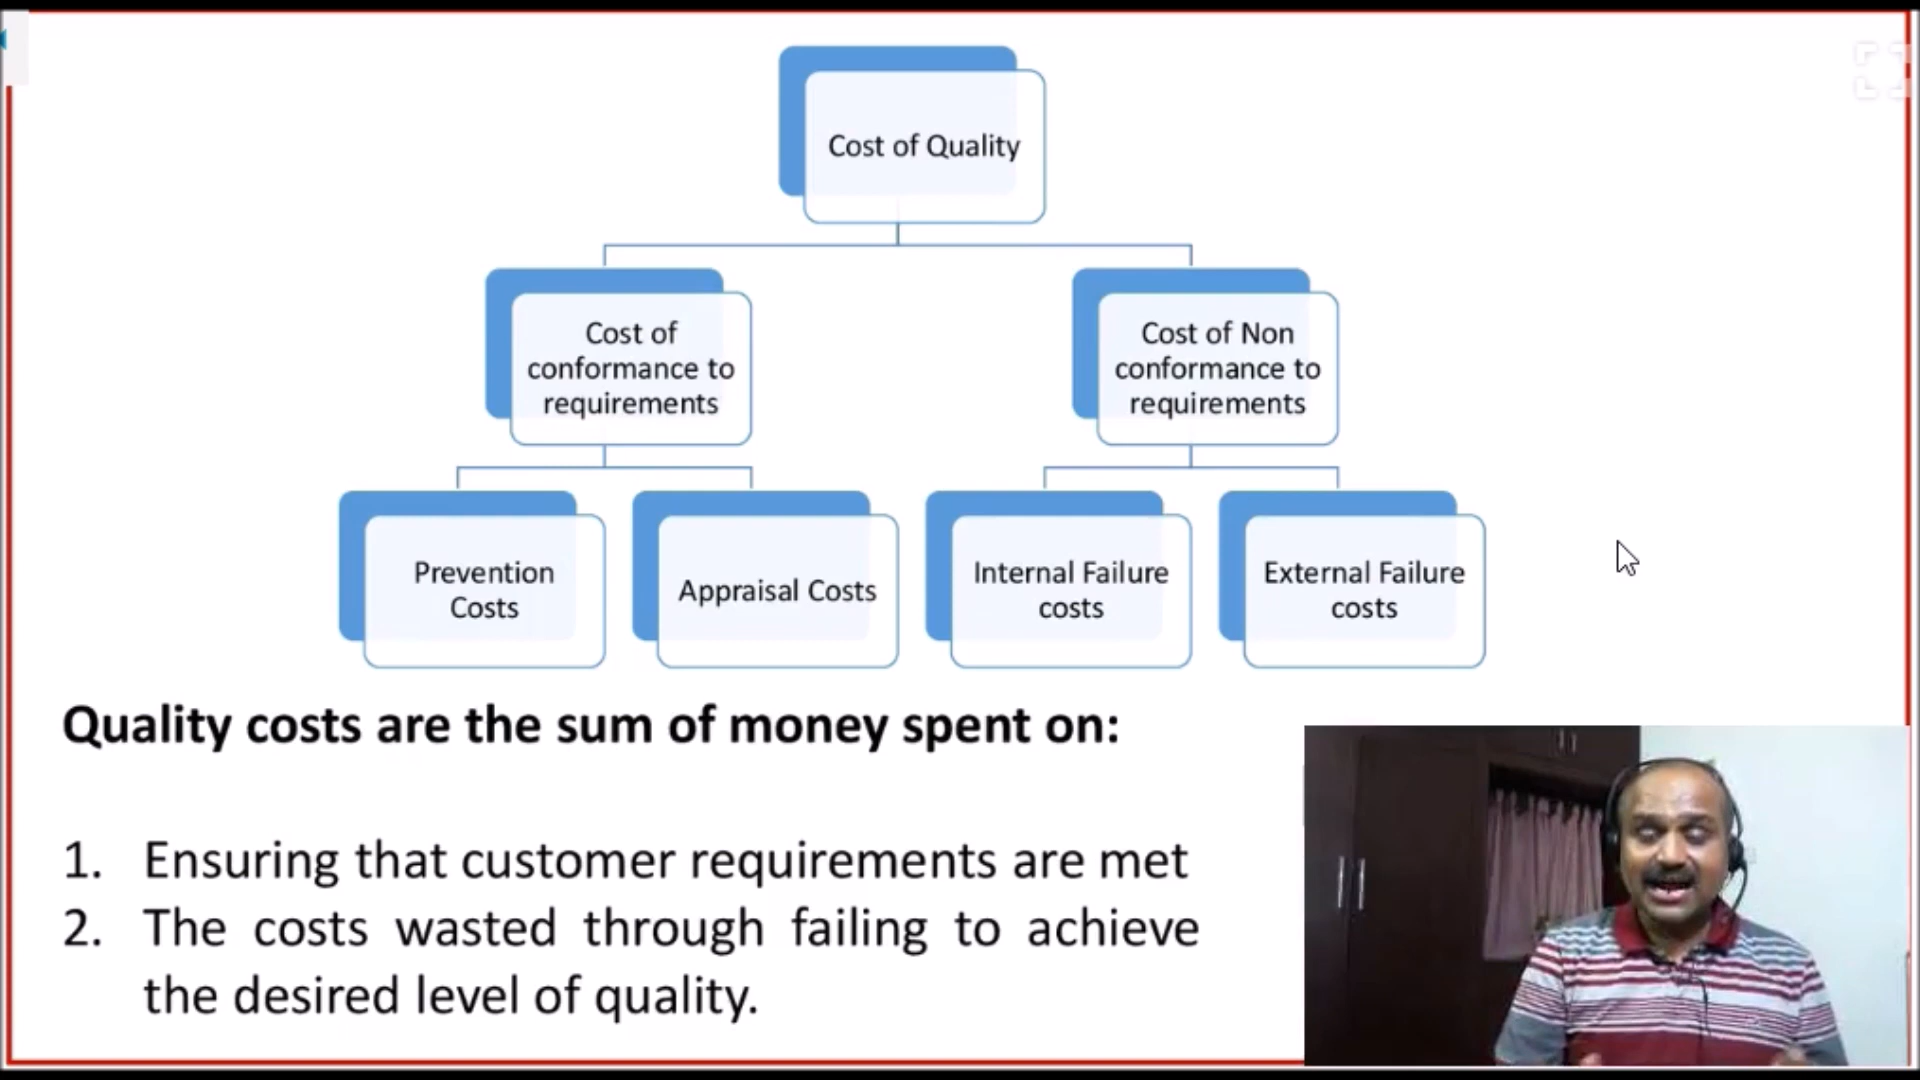 Cost of Quality
Cost of
conformance to
requirements
Cost of Non
conformance to
requirements
Prevention
Costs
Appraisal Costs
Internal Failure
costs
External Failure
costs
Quality costs are the sum of money spent on:
1. Ensuring that customer requirements are met
2. The costs wasted through failing to achieve
the desired level of quality.